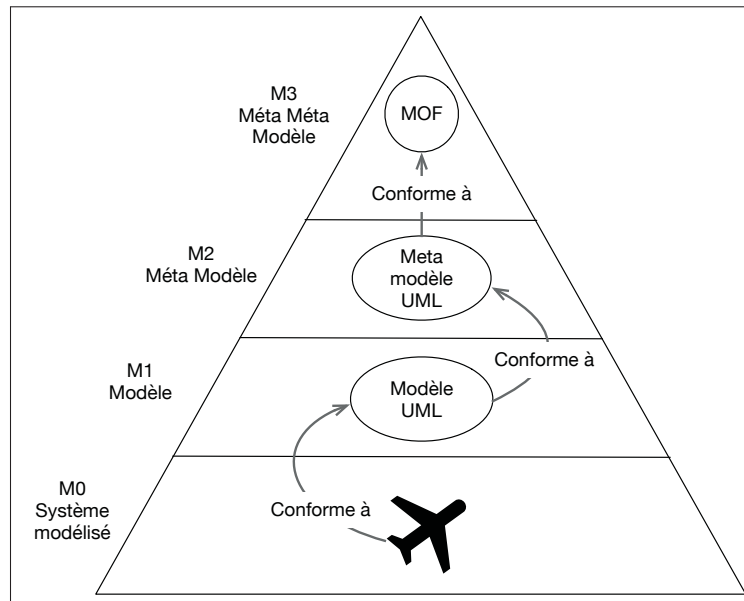 M3
Méta Méta
Modèle
MOF
Conforme à
M2
Méta Modèle
Meta
modèle
UML
Conforme à
M1
Modèle
Modèle
UML
M0
Système
modélisé
Conforme à